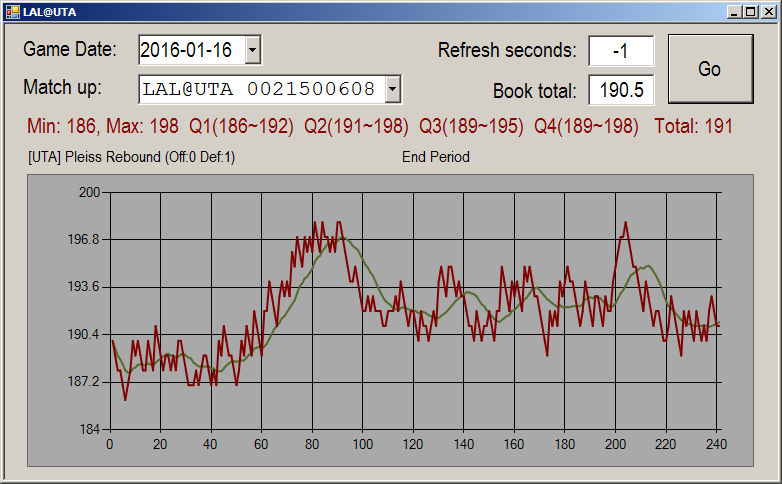 LAL@UTA
Game Date: 2016-01-16 Refresh seconds: -1 Go
Match up: LAL@UTA 0021500608 Book total: 190.5
Min: 186, Max: 198 Q1(186~192) Q2(191~198) Q3(189~195) Q4(189~198) Total: 191
[UTA] Pleiss Rebound (Off:0 Def:1) End Period
200
196.8
193.6
190.4
187.2
184
0 20 40 60 80 100 120 140 160 180 200 220 240